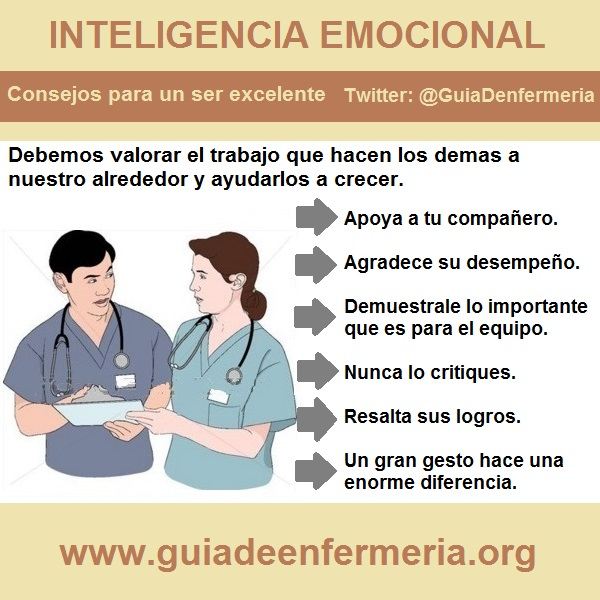 INTELIGENCIA EMOCIONAL
Consejos para un ser excelente Twitter: @GuiaDenfermeria
Debemos valorar el trabajo que hacen los demas a
nuestro alrededor y ayudarlos a crecer.
Apoya a tu compañero.
Agradece su desempeño.
Demuestrale lo importante
que es para el equipo.
Nunca lo critiques.
Resalta sus logros.
Un gran gesto hace una
enorme diferencia.
www.guiadeenfermeria.org